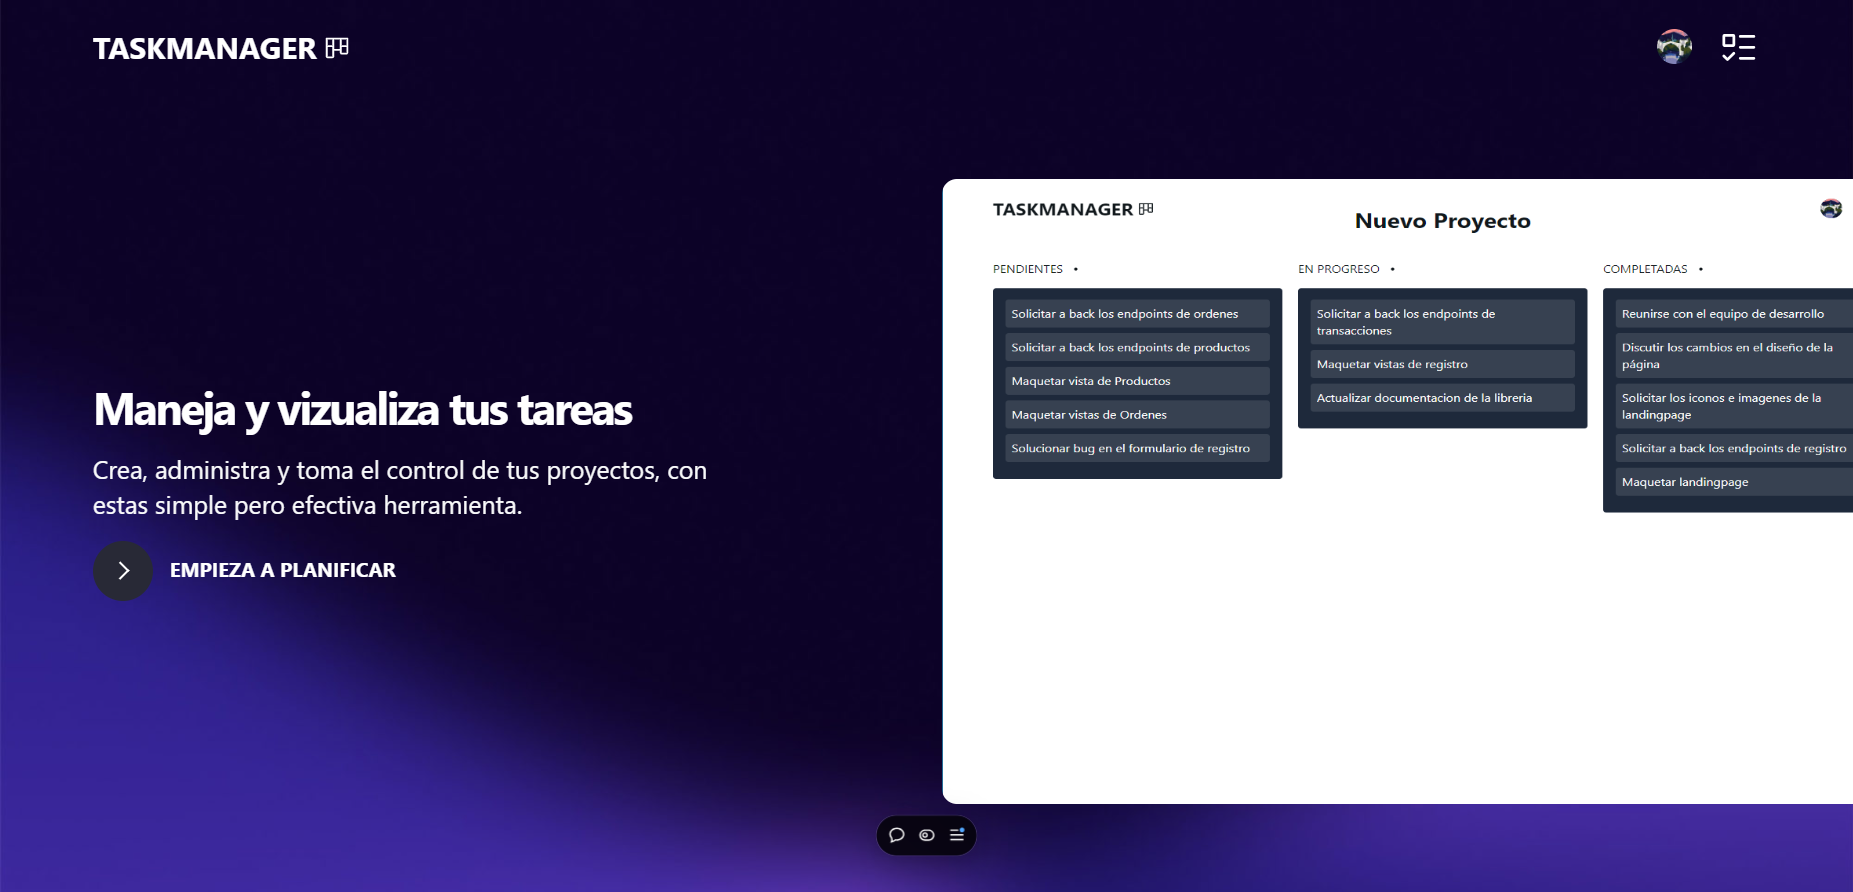 TASKMANAGER
Maneja y vizualiza tus tareas
Crea, administra y toma el control de tus proyectos, con
estas simple pero efectiva herramienta.
EMPIEZA A PLANIFICAR
TASKMANAGER
Nuevo Proyecto
PENDIENTES •
Solicitar a back los endpoints de ordenes
Solicitar a back los endpoints de productos
Maquetar vista de Productos
Maquetar vistas de Ordenes
Solucionar bug en el formulario de registro
EN PROGRESO •
Solicitar a back los endpoints de
transacciones
Maquetar vistas de registro
Actualizar documentacion de la libreria
COMPLETADAS •
Reunirse con el equipo de desarrollo
Discutir los cambios en el diseño de la
página
Solicitar los iconos e imagenes de la
landingpage
Solicitar a back los endpoints de registro
Maquetar landingpage